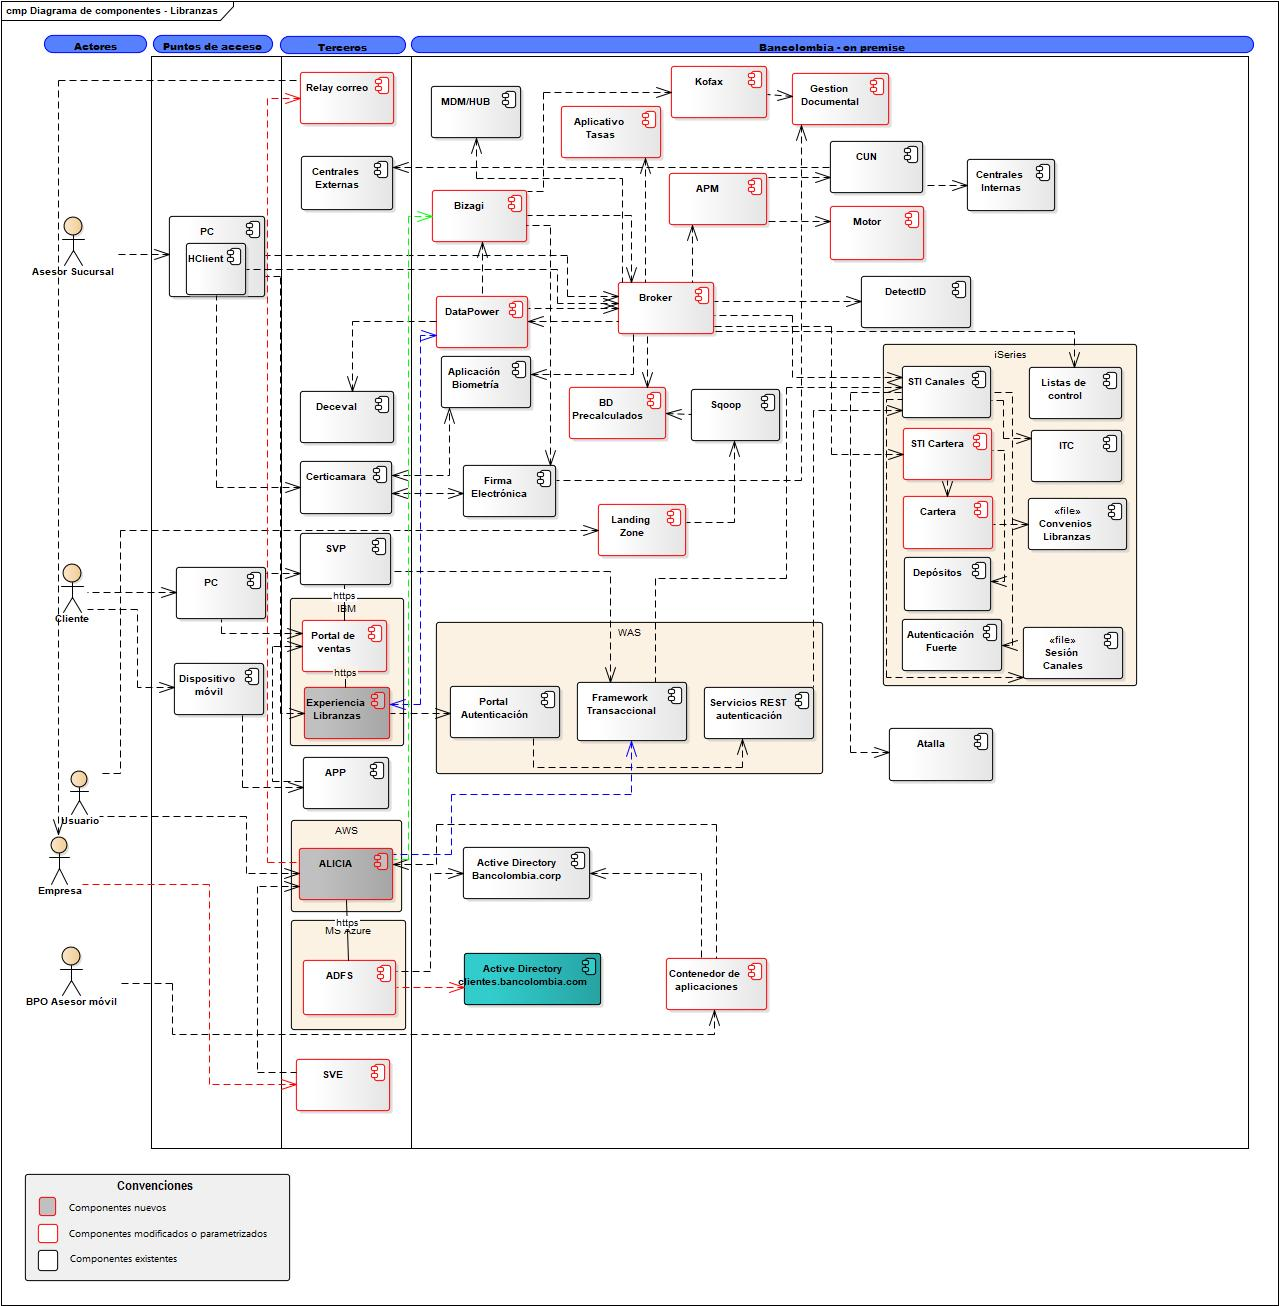 cmp Diagrama de componentes - Libranzas
Actores
Puntos de acceso
Terceros
Bancolombia - on premise
Relay correo
MDM/HUB
Kofax
Gestion
Documental
Aplicativo
Tasas
Centrales
Externas
CUN
Centrales
Internas
APM
Bizagi
Motor
PC
HClient
Asesor Sucursal
DetectID
Broker
DataPower
iSeries
Aplicación
Biometría
STI Canales
Listas de
control
Deceval
BD
Precalculados
Sqoop
STI Cartera
ITC
Certicamara
Firma
Electrónica
Cartera
«file»
Convenios
Libranzas
Landing
Zone
SVP
Depósitos
PC
Cliente
https
IBM
Portal de
ventas
WAS
Autenticación
Fuerte
«file»
Sesión
Canales
https
Dispositivo
móvil
Experiencia
Libranzas
Portal
Autenticación
Framework
Transaccional
Servicios REST
autenticación
Atalla
APP
Usuario
AWS
ALICIA
Active Directory
Bancolombia.corp
Empresa
https
MS Azure
ADFS
Active Directory
clientes.bancolombia.com
Contenedor de
aplicaciones
BPO Asesor móvil
SVE
Convenciones
Componentes nuevos
Componentes modificados o parametrizados
Componentes existentes